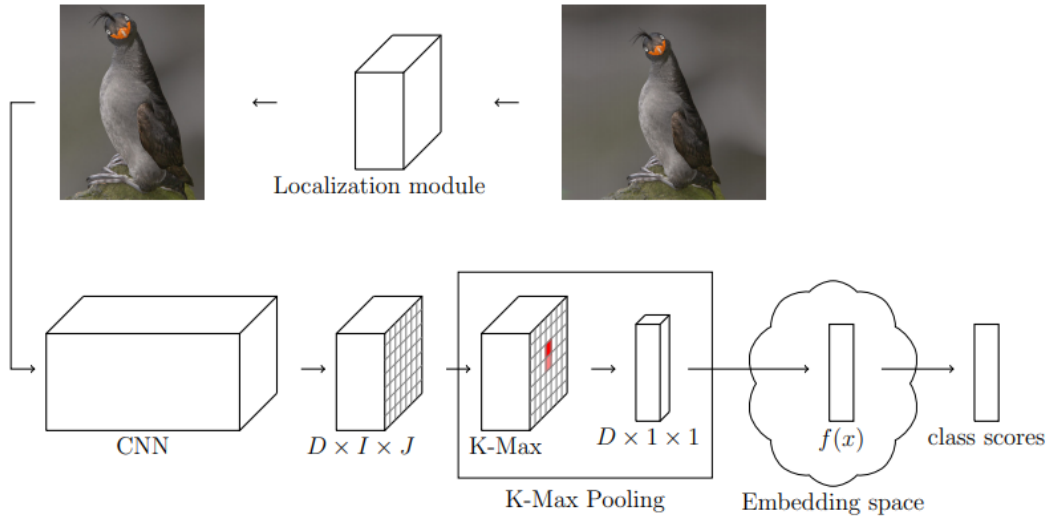 Localization module
CNN
D × I × J
K-Max
D × 1 × 1
f(x)
class scores
K-Max Pooling
Embedding space